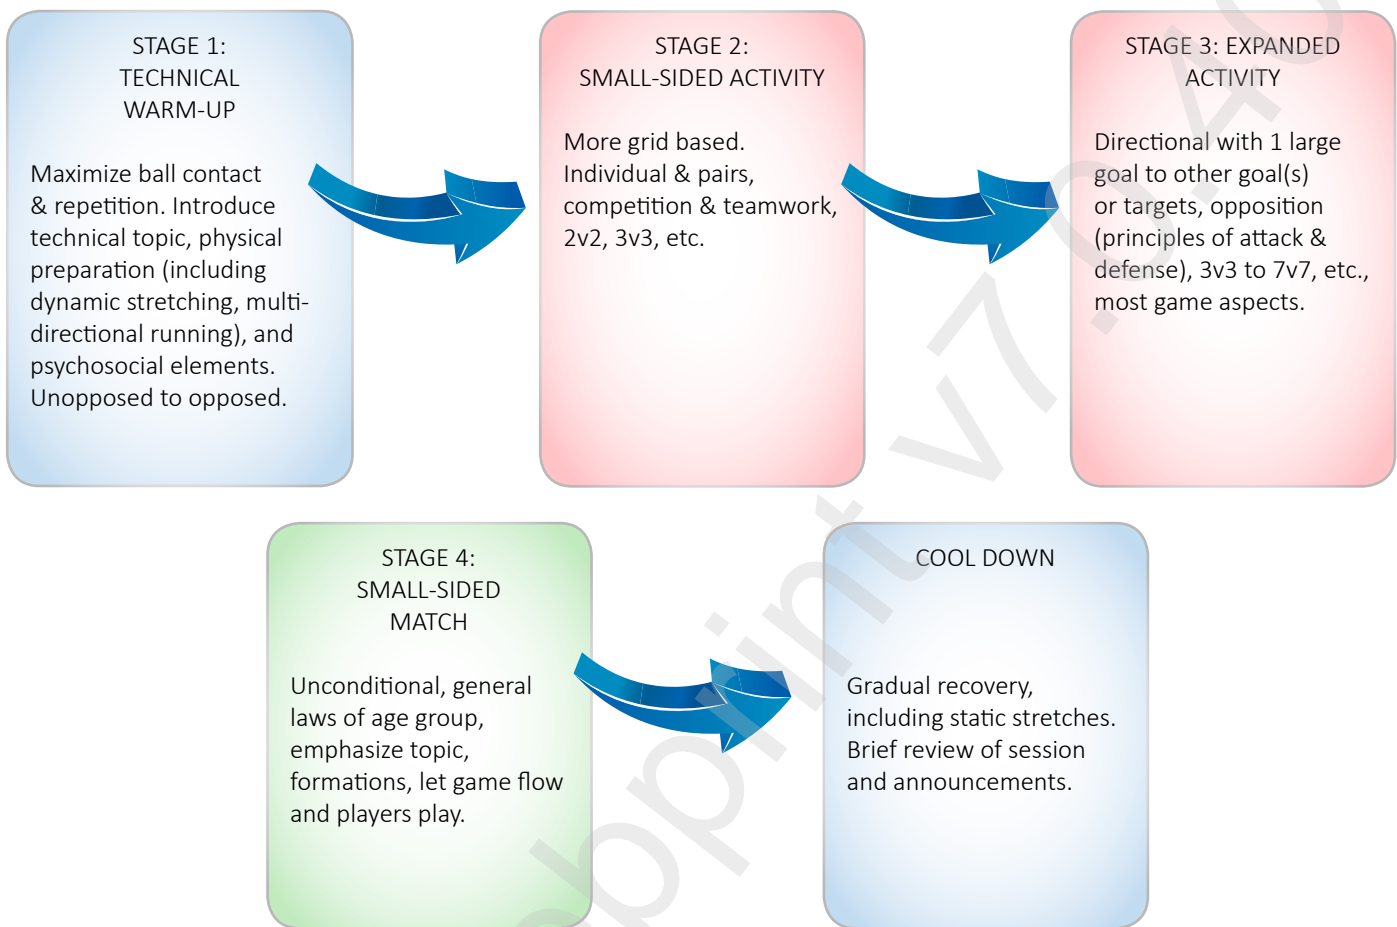 STAGE 1:
TECHNICAL
WARM-UP
Maximize ball contact
& repetition. Introduce
technical topic, physical
preparation (including
dynamic stretching, multi-
directional running), and
psychosocial elements.
Unopposed to opposed.
STAGE 2:
SMALL-SIDED ACTIVITY
More grid based.
Individual & pairs,
competition & teamwork,
2v2, 3v3, etc.
STAGE 3: EXPANDED
ACTIVITY
Directional with 1 large
goal to other goal(s)
or targets, opposition
(principles of attack &
defense), 3v3 to 7v7, etc.,
most game aspects.
STAGE 4:
SMALL-SIDED
MATCH
Unconditional, general
laws of age group,
emphasize topic,
formations, let game flow
and players play.
COOL DOWN
Gradual recovery,
including static stretches.
Brief review of session
and announcements.